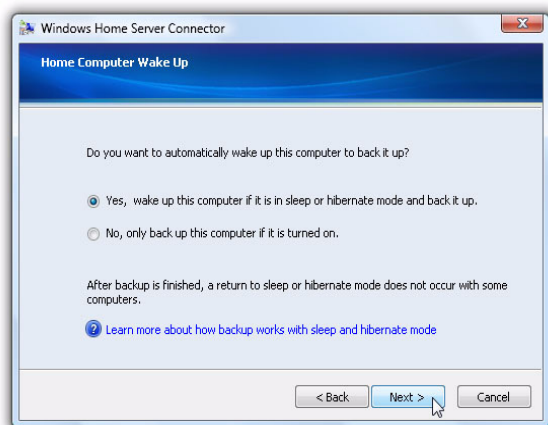 Windows Home Server Connector
Home Computer Wake Up
Do you want to automatically wake up this computer to back it up?
Yes, wake up this computer if it is in sleep or hibernate mode and back it up.
No, only back up this computer if it is turned on.
After backup is finished, a return to sleep or hibernate mode does not occur with some
computers.
Learn more about how backup works with sleep and hibernate mode
< Back Next > Cancel